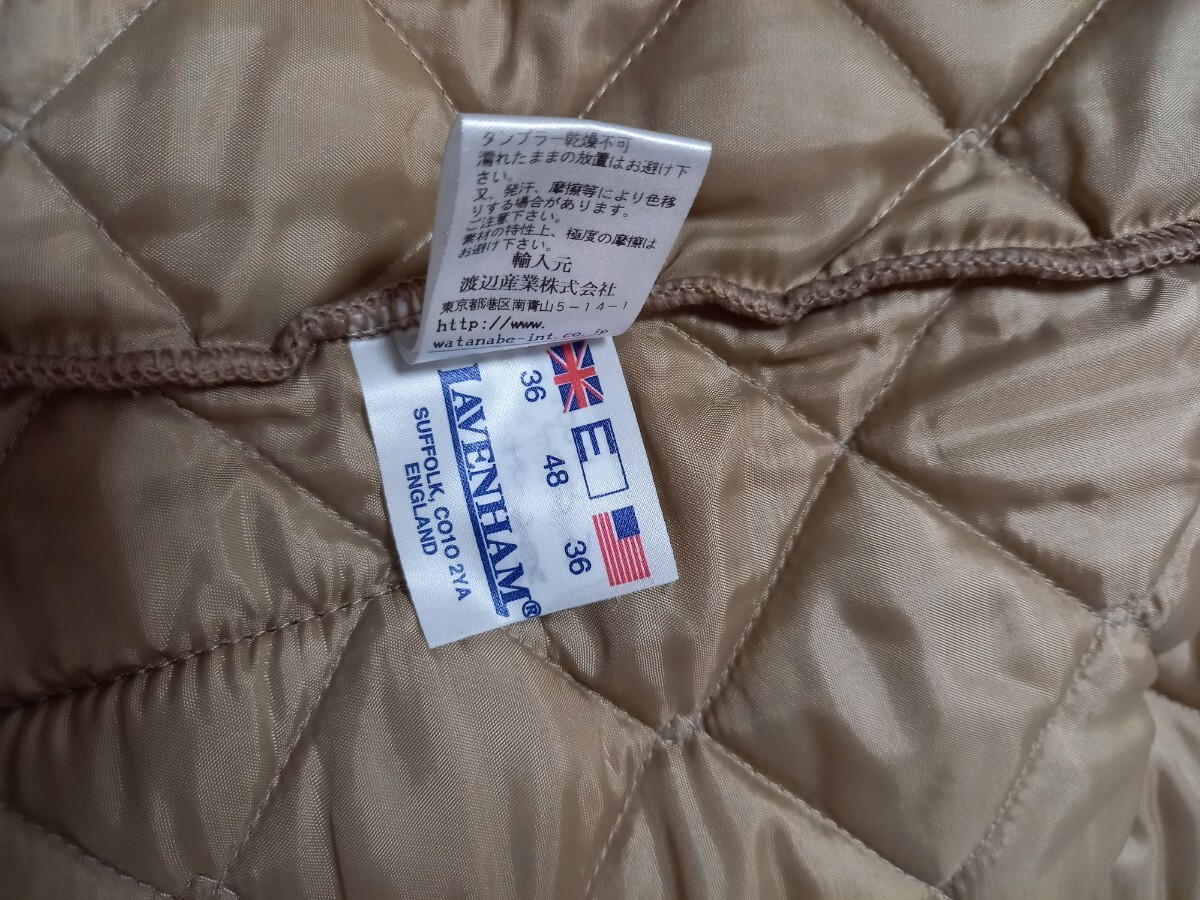 タンブラー乾燥不可
濡れたままの放置はお避け下
さい。
又、発汗、摩擦等により色移
りする場合があります。
ご注意下さい。
素材の特性上、極度の摩擦は
お避け下さい。
輸入元
渡辺産業株式会社
東京都港区南青山5-14-1
http://www.
watanabe-int.co.jp
36
E 48
36
LAVENHAM®
SUFFOLK, CO10 2YA
ENGLAND